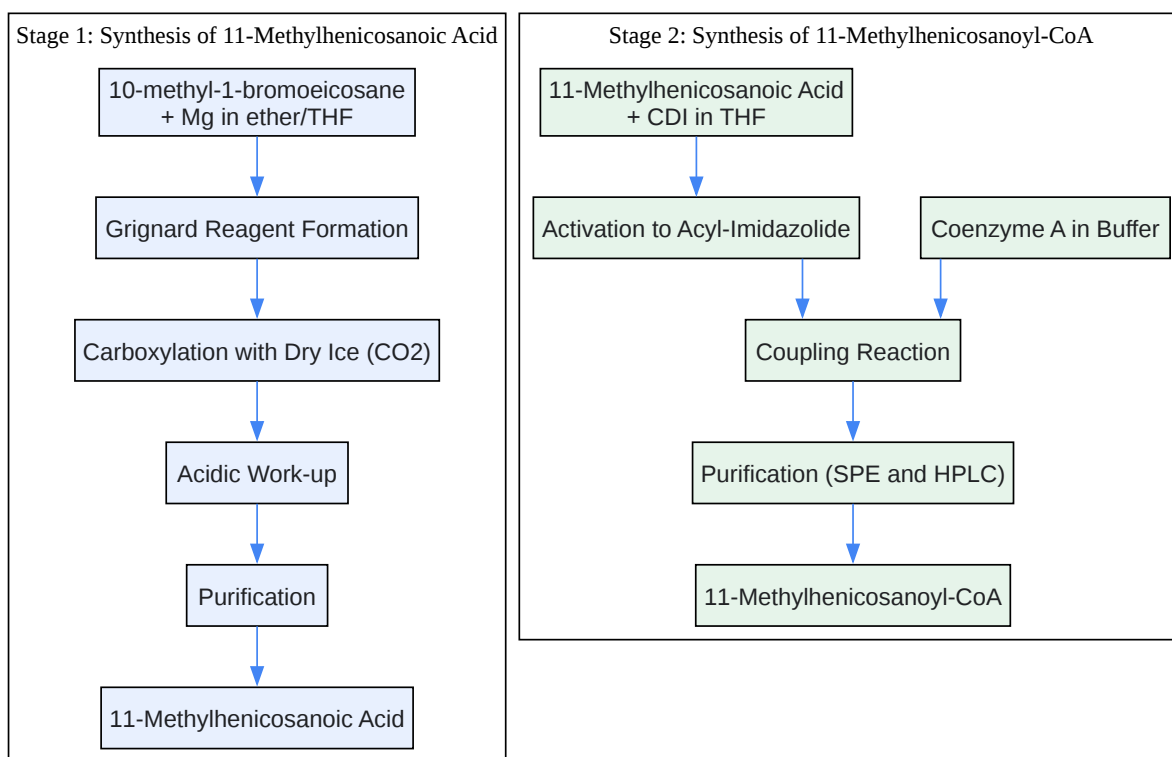 Stage 1: Synthesis of 11-Methylhenicosanoic Acid
10-methyl-1-bromoeicosane
+ Mg in ether/THF
Grignard Reagent Formation
Carboxylation with Dry Ice (CO2)
Acidic Work-up
Purification
11-Methylhenicosanoic Acid
Stage 2: Synthesis of 11-Methylhenicosanoyl-CoA
11-Methylhenicosanoic Acid
+ CDI in THF
Activation to Acyl-Imidazolide
Coenzyme A in Buffer
Coupling Reaction
Purification (SPE and HPLC)
11-Methylhenicosanoyl-CoA